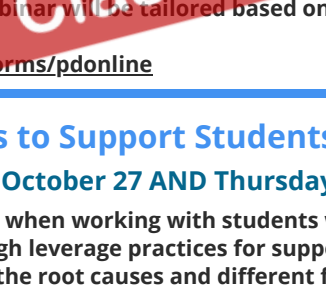 binar will be tailored based on
orms/pdonline
s to Support Students
October 27 AND Thursday
when working with students
gh leverage practices for supp
the root causes and different f